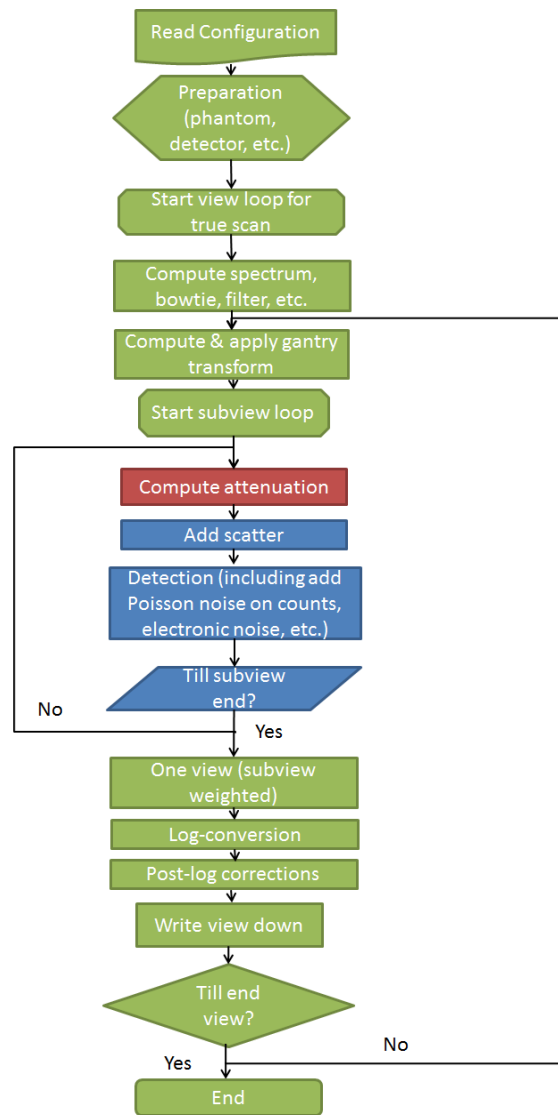 Read Configuration
Preparation
(phantom,
detector, etc.)
Start view loop for
true scan
Compute spectrum,
bowtie, filter, etc.
Compute & apply gantry
transform
Start subview loop
Compute attenuation
Add scatter
Detection (including add
Poisson noise on counts,
electronic noise, etc.)
Till subview
end?
No
Yes
One view (subview
weighted)
Log-conversion
Post-log corrections
Write view down
Till end
view?
Yes
No
End